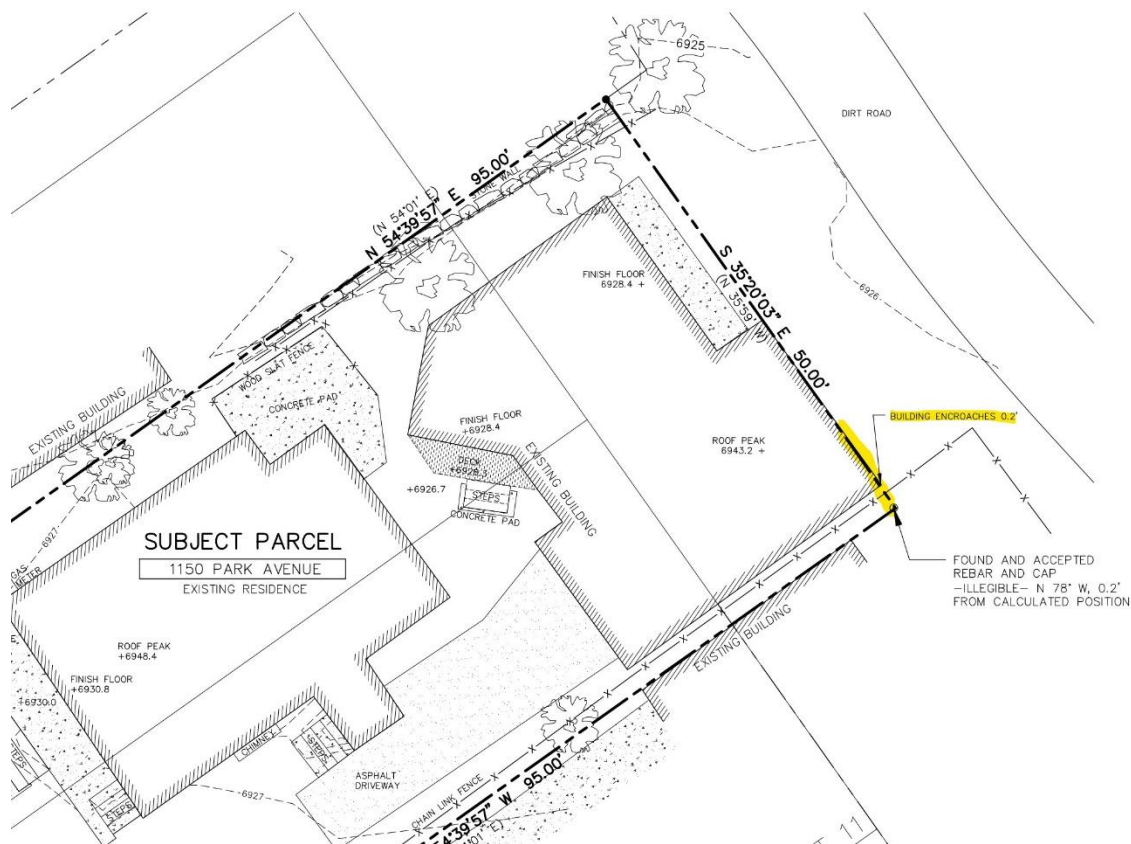 6925
DIRT ROAD
N 54°39'57" E 95.00'
(N 54°01' E)
STONE WALL
FINISH FLOOR
6928.4 +
S 35°20'03" E 50.00'
(N 35°59' W)
6926
WOOD SLAT FENCE
EXISTING BUILDING
CONCRETE PAD
FINISH FLOOR
+6928.4
BUILDING ENCROACHES 0.2'
ROOF PEAK
6943.2 +
DECK
EXISTING BUILDING
+6926.7
STEPS
CONCRETE PAD
6927
SUBJECT PARCEL
1150 PARK AVENUE
EXISTING RESIDENCE
GAS
METER
FOUND AND ACCEPTED
REBAR AND CAP
-ILLEGIBLE- N 78° W, 0.2'
FROM CALCULATED POSITION
EXISTING BUILDING
ROOF PEAK
+6948.4
FINISH FLOOR
+6930.8
+6930.0
STEPS
STEPS
CHIMNEY
STEPS
6927
ASPHALT
DRIVEWAY
CHAIN LINK FENCE
4°39'57" W 95.00'
01' E)
11